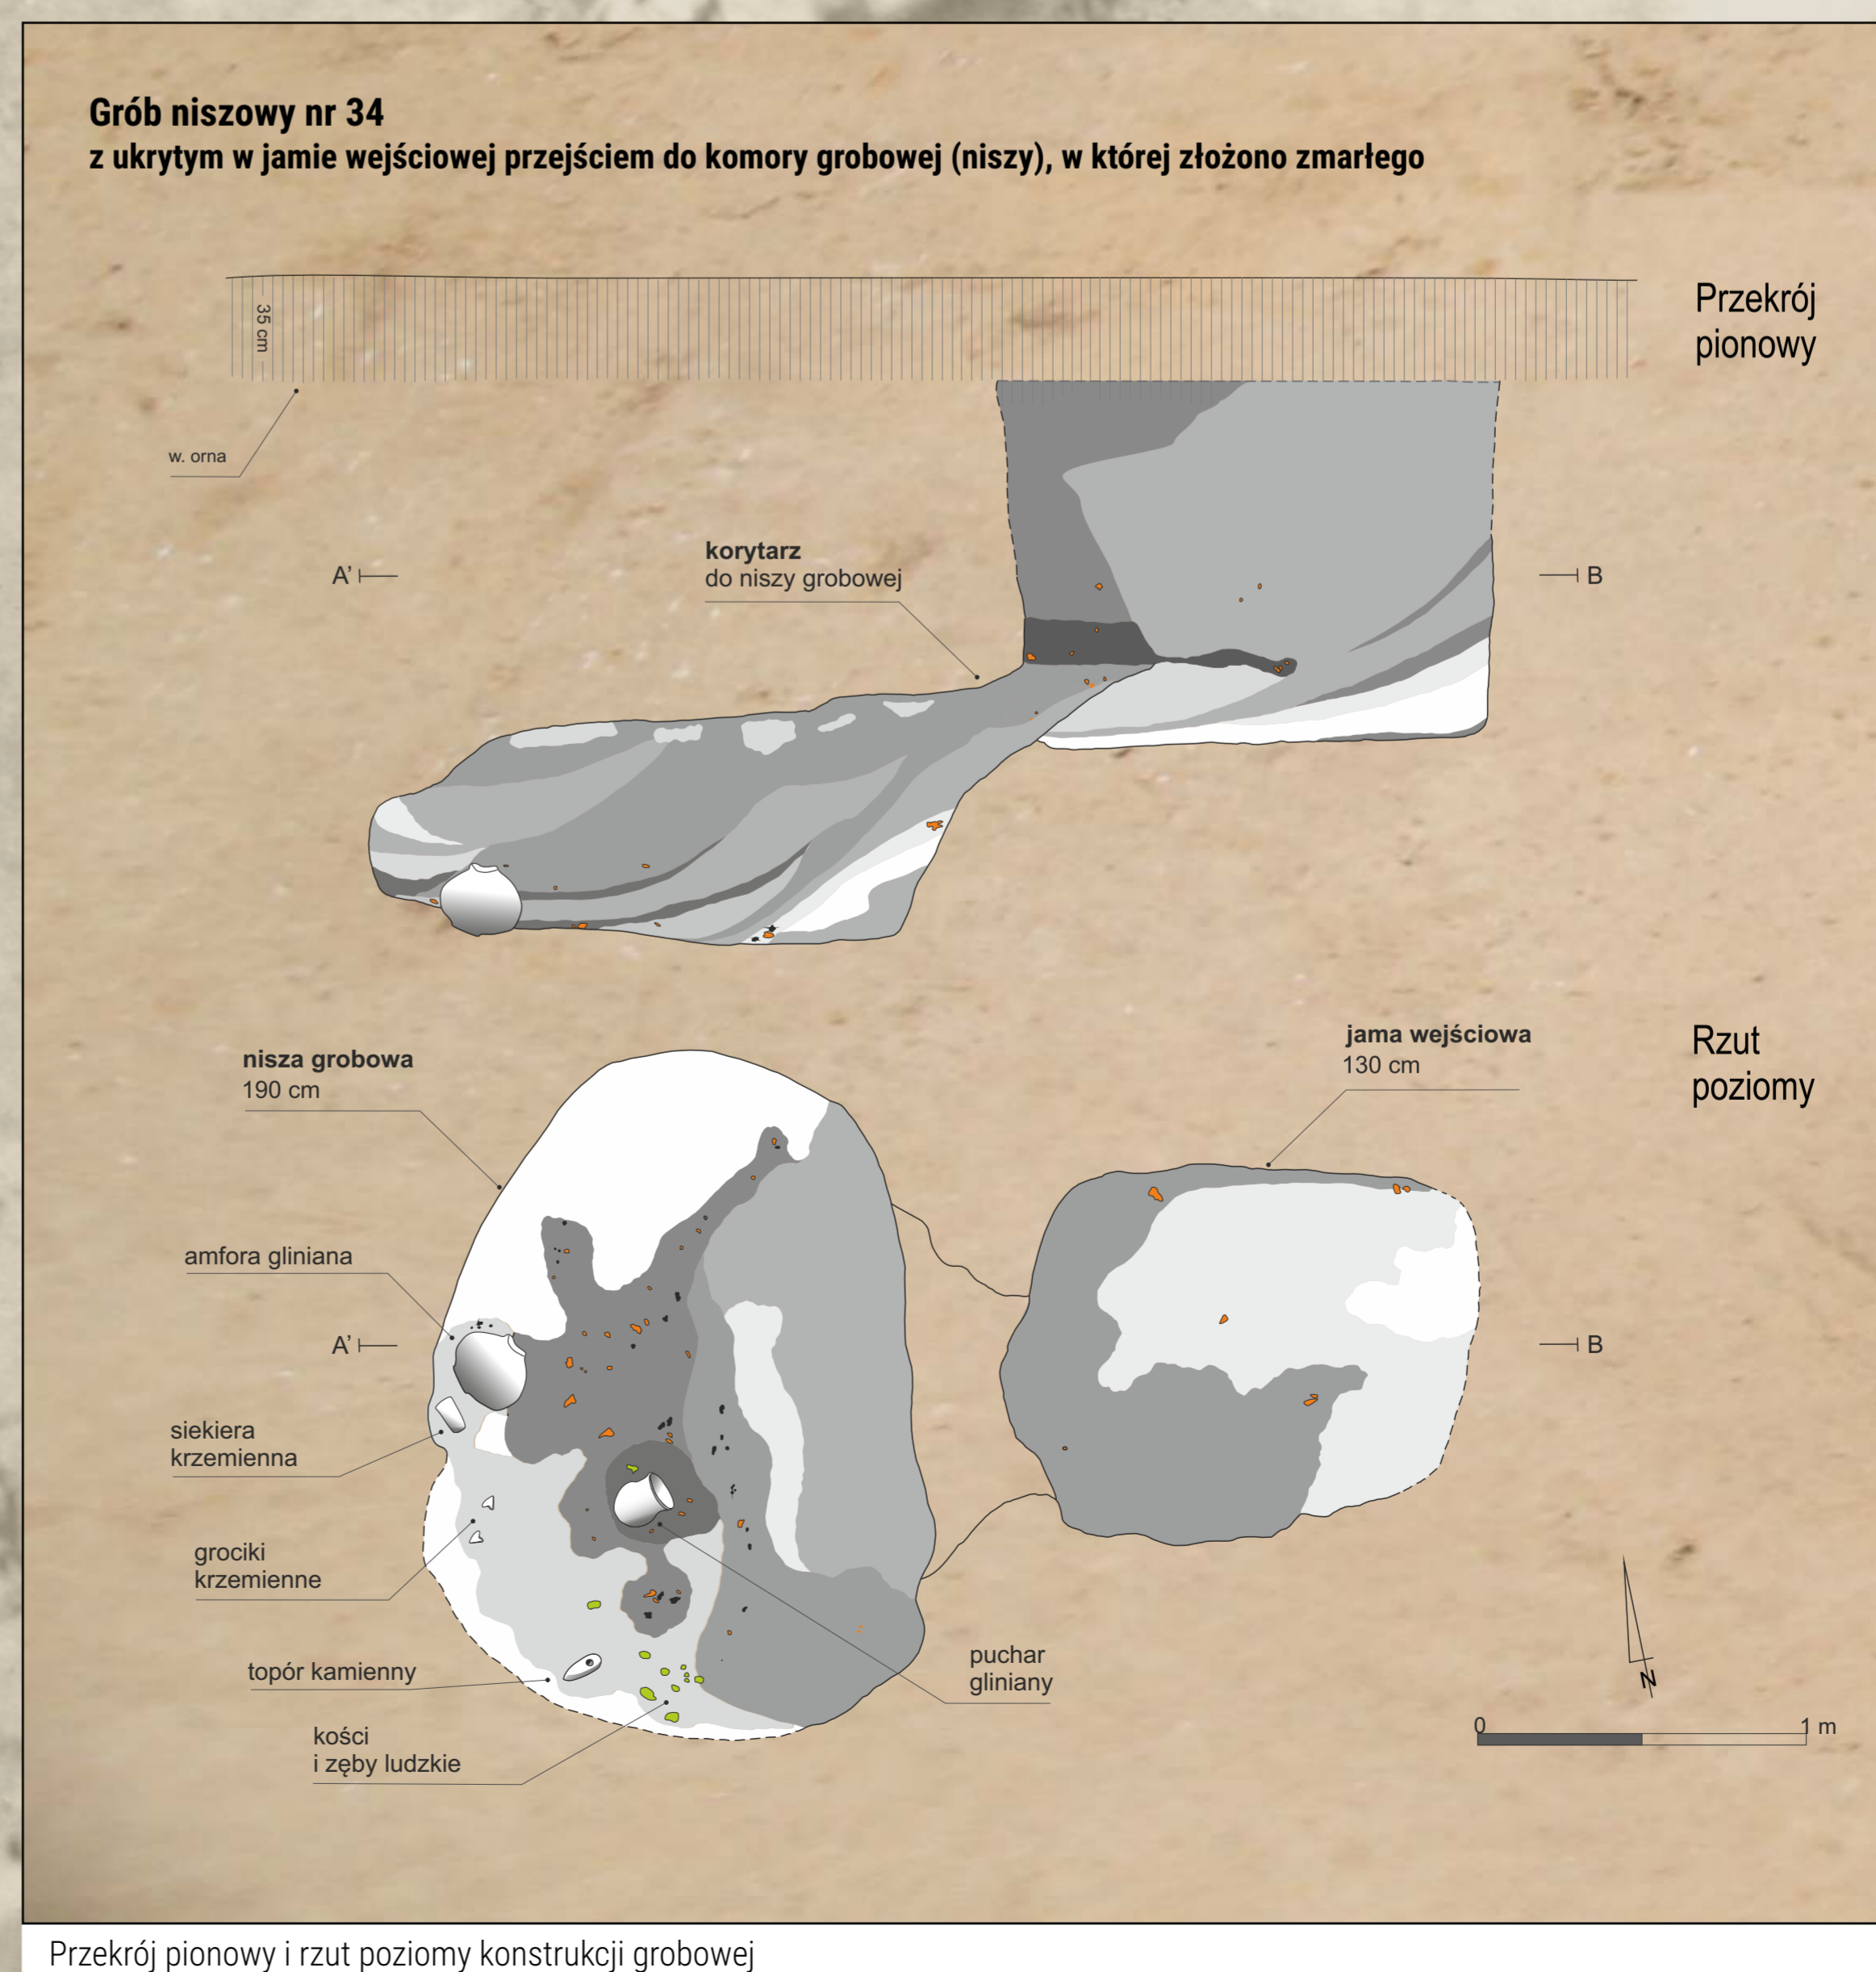 Grób niszowy nr 34
z ukrytym w jamie wejściowej przejściem do komory grobowej (niszy), w której złożono zmarłego
Przekrój
pionowy
35 cm
w. orna
korytarz
do niszy grobowej
A'
B
Rzut
poziomy
jama wejściowa
130 cm
nisza grobowa
190 cm
amfora gliniana
A'
B
siekiera
krzemienna
grociki
krzemienne
topór kamienny
puchar
gliniany
kości
i zęby ludzkie
N
0 1 m
Przekrój pionowy i rzut poziomy konstrukcji grobowej